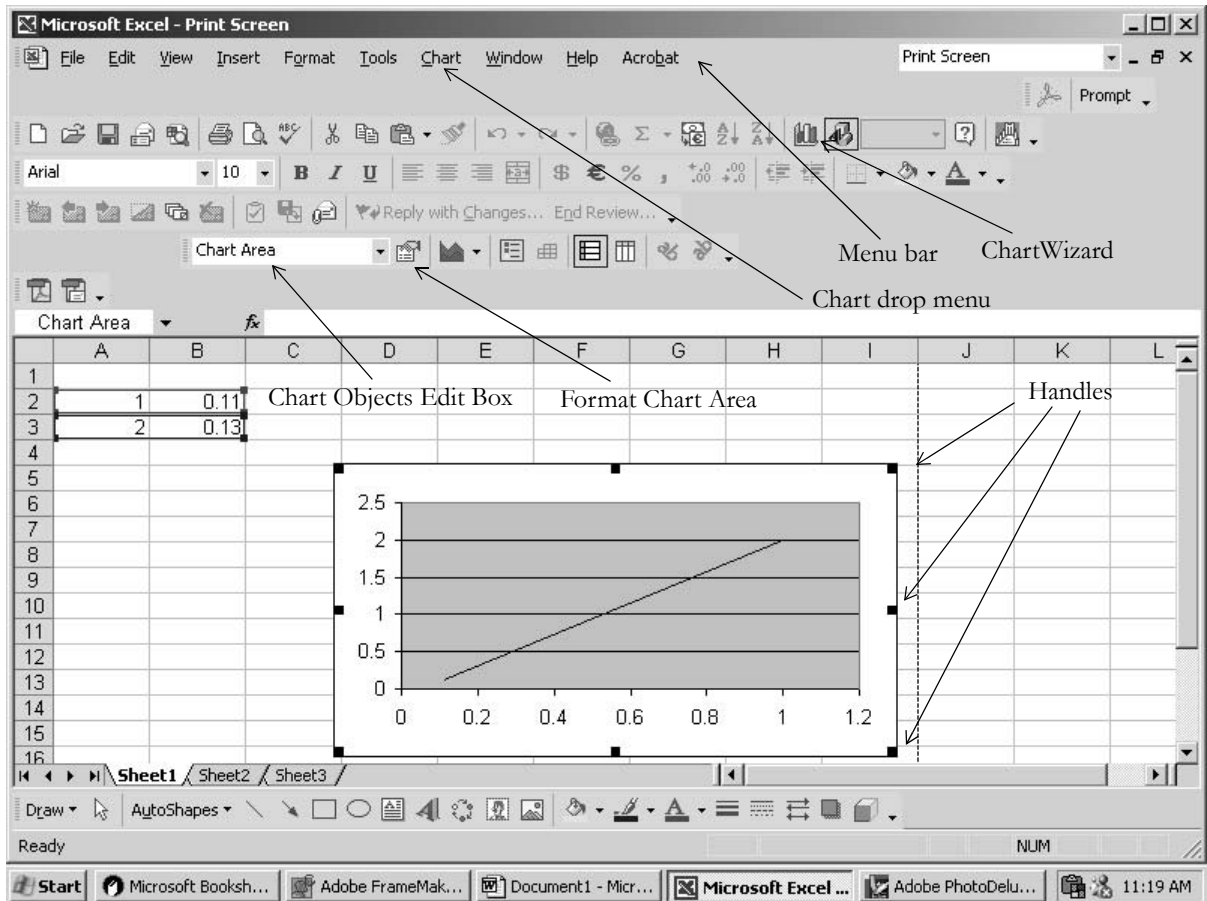 Microsoft Excel - Print Screen
File Edit View Insert Format Tools Chart Window Help Acrobat Print Screen
Prompt
ABC Σ A Z Z A ?
Arial 10 B I U $ € % , .0 .00 .00 .0 A
Reply with Changes... End Review...
Chart Area
Menu bar ChartWizard
Chart drop menu
Chart Area fx
A B C D E F G H I J K L
1
2 1 0.11 Chart Objects Edit Box Format Chart Area Handles
3 2 0.13
4
5
6
7
8
9
10
11
12
13
14
15
16
2.5
2
1.5
1
0.5
0
0 0.2 0.4 0.6 0.8 1 1.2
Sheet1 Sheet2 Sheet3
Draw AutoShapes A A
Ready NUM
Start Microsoft Booksh... Adobe FrameMak... Document1 - Micr... Microsoft Excel ... Adobe PhotoDelu... 11:19 AM